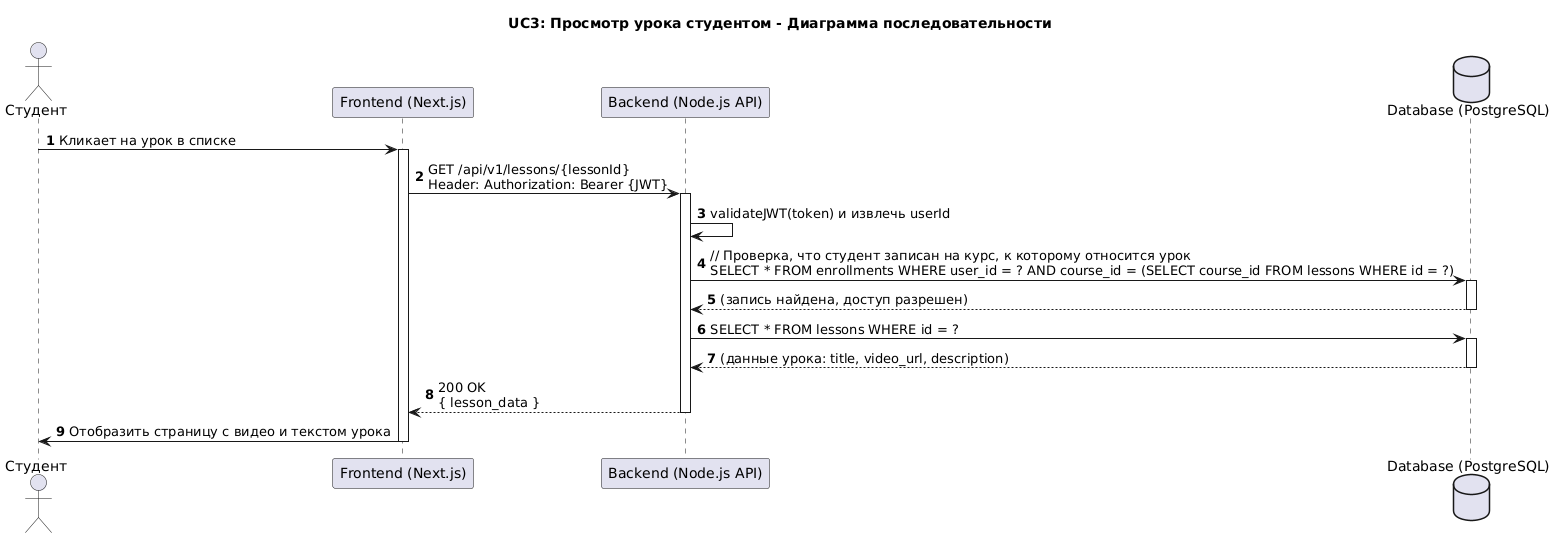 UC3: Просмотр урока студентом - Диаграмма последовательности
Студент
Frontend (Next.js)
Backend (Node.js API)
Database (PostgreSQL)
1 Кликает на урок в списке
2 GET /api/v1/lessons/{lessonId}
Header: Authorization: Bearer {JWT}
3 validateJWT(token) и извлечь userId
4 // Проверка, что студент записан на курс, к которому относится урок
SELECT * FROM enrollments WHERE user_id = ? AND course_id = (SELECT course_id FROM lessons WHERE id = ?)
5 (запись найдена, доступ разрешен)
6 SELECT * FROM lessons WHERE id = ?
7 (данные урока: title, video_url, description)
8 200 OK
{ lesson_data }
9 Отобразить страницу с видео и текстом урока
Студент
Frontend (Next.js)
Backend (Node.js API)
Database (PostgreSQL)